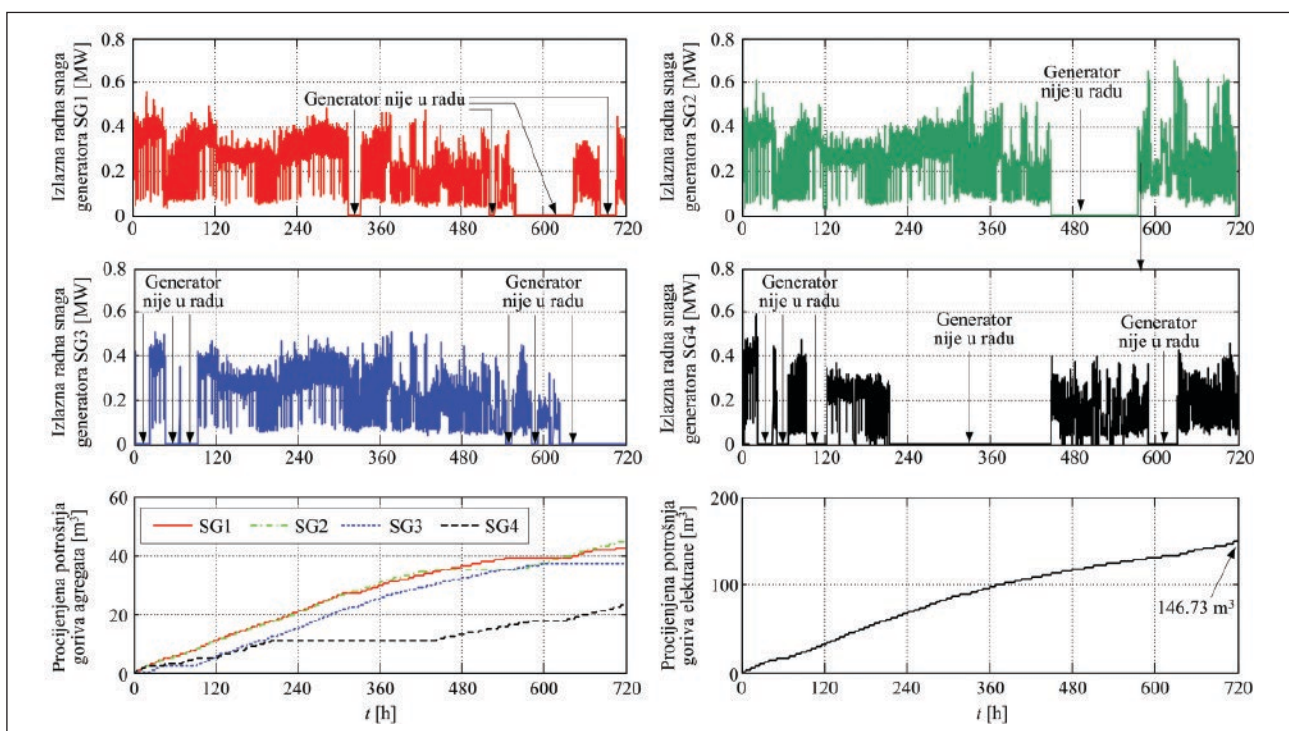 Izlazna radna snaga
generatora SG1 [MW]
0.8
0.6
0.4
0.2
0
Generator nije u radu
0 120 240 360 480 600 720
Izlazna radna snaga
generatora SG2 [MW]
0.8
0.6
0.4
0.2
0
Generator
nije u radu
0 120 240 360 480 600 720
Izlazna radna snaga
generatora SG3 [MW]
0.8
0.6
0.4
0.2
0
Generator
nije u radu
Generator
nije u radu
0 120 240 360 480 600 720
Izlazna radna snaga
generatora SG4 [MW]
0.8
0.6
0.4
0.2
0
Generator
nije u radu
Generator
nije u radu
Generator
nije u radu
0 120 240 360 480 600 720
Procijenjena potrošnja
goriva agregata [m³]
60
40
20
0
SG1 SG2 SG3 SG4
0 120 240 360 480 600 720
t [h]
Procijenjena potrošnja
goriva elektrane [m³]
200
100
0
146.73 m³
0 120 240 360 480 600 720
t [h]